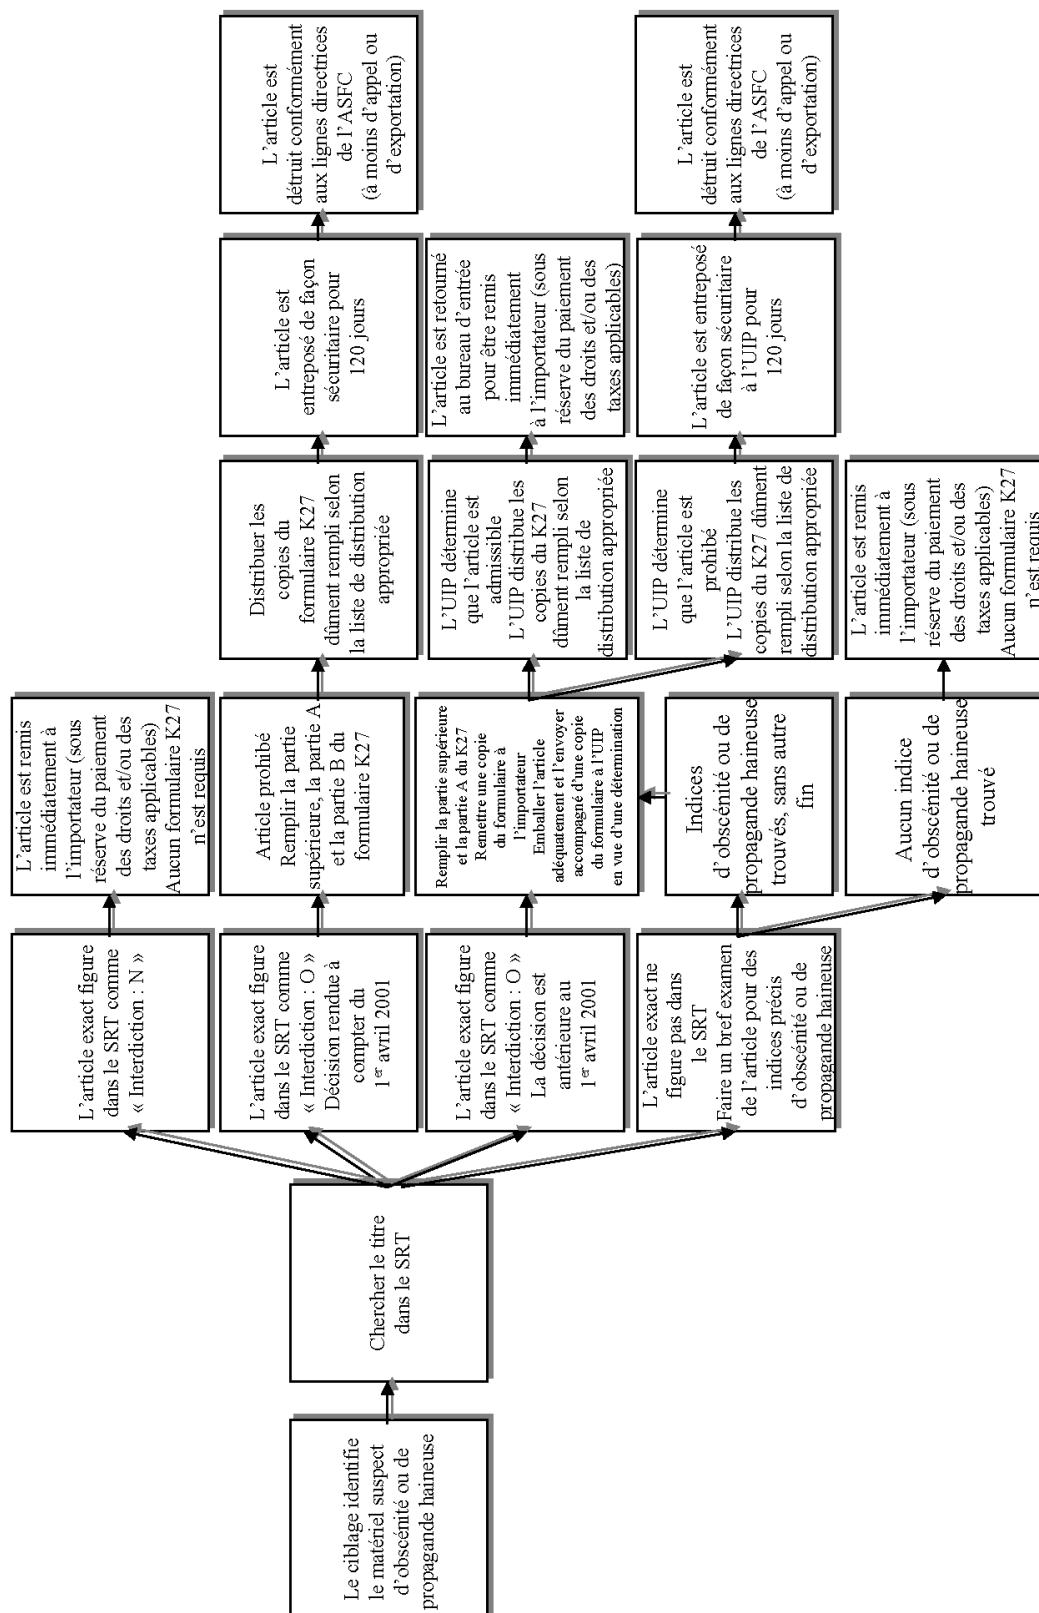 Le ciblage identifie
le matériel suspect
d'obscénité ou de
propagande haineuse
Chercher le titre
dans le SRT
L'article exact figure
dans le SRT comme
« Interdiction : N »
L'article est remis
immédiatement à
l'importateur (sous
réserve du paiement
des droits et/ou des
taxes applicables)
Aucun formulaire K27
n'est requis
L'article exact figure
dans le SRT comme
« Interdiction : O »
Décision rendue à
compter du
1er avril 2001
Article prohibé
Remplir la partie
supérieure, la partie A
et la partie B du
formulaire K27
Distribuer les
copies du
formulaire K27
dûment rempli selon
la liste de distribution
appropriée
L'article est
entreposé de façon
sécuritaire pour
120 jours
L'article est
détruit conformément
aux lignes directrices
de l'ASFC
(à moins d'appel ou
d'exportation)
L'article exact figure
dans le SRT comme
« Interdiction : O »
La décision est
antérieure au
1er avril 2001
Remplir la partie supérieure
et la partie A du K27
Remettre une copie
du formulaire à
l'importateur
Emballer l'article
adéquatement et l'envoyer
accompagné d'une copie
du formulaire à l'UIP
en vue d'une détermination
L'UIP détermine
que l'article est
admissible
L'UIP distribue les
copies du K27
dûment rempli selon
la liste de
distribution appropriée
L'article est retourné
au bureau d'entrée
pour être remis
immédiatement
à l'importateur (sous
réserve du paiement
des droits et/ou des
taxes applicables)
L'article exact ne
figure pas dans
le SRT
Faire un bref examen
de l'article pour des
indices précis
d'obscénité ou de
propagande haineuse
Indices
d'obscénité ou de
propagande haineuse
trouvés, sans autre
fin
L'UIP détermine
que l'article est
prohibé
L'UIP distribue les
copies du K27 dûment
rempli selon la liste de
distribution appropriée
L'article est entreposé
de façon sécuritaire
à l'UIP pour
120 jours
L'article est
détruit conformément
aux lignes directrices
de l'ASFC
(à moins d'appel ou
d'exportation)
Aucun indice
d'obscénité ou de
propagande haineuse
trouvé
L'article est remis
immédiatement à
l'importateur (sous
réserve du paiement
des droits et/ou des
taxes applicables)
Aucun formulaire K27
n'est requis